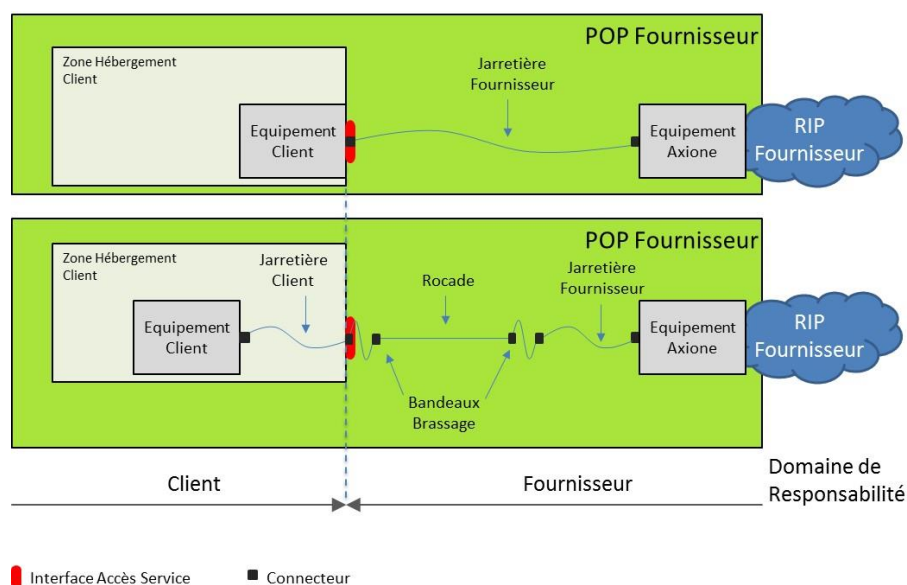 POP Fournisseur
Zone Hébergement
Client
Jarretière
Fournisseur
Equipement
Client
Equipement
Axione
RIP
Fournisseur
POP Fournisseur
Zone Hébergement
Client
Jarretière
Client
Rocade
Jarretière
Fournisseur
Equipement
Client
Equipement
Axione
RIP
Fournisseur
Bandeaux
Brassage
Client
Fournisseur
Domaine de
Responsabilité
Interface Accès Service
Connecteur